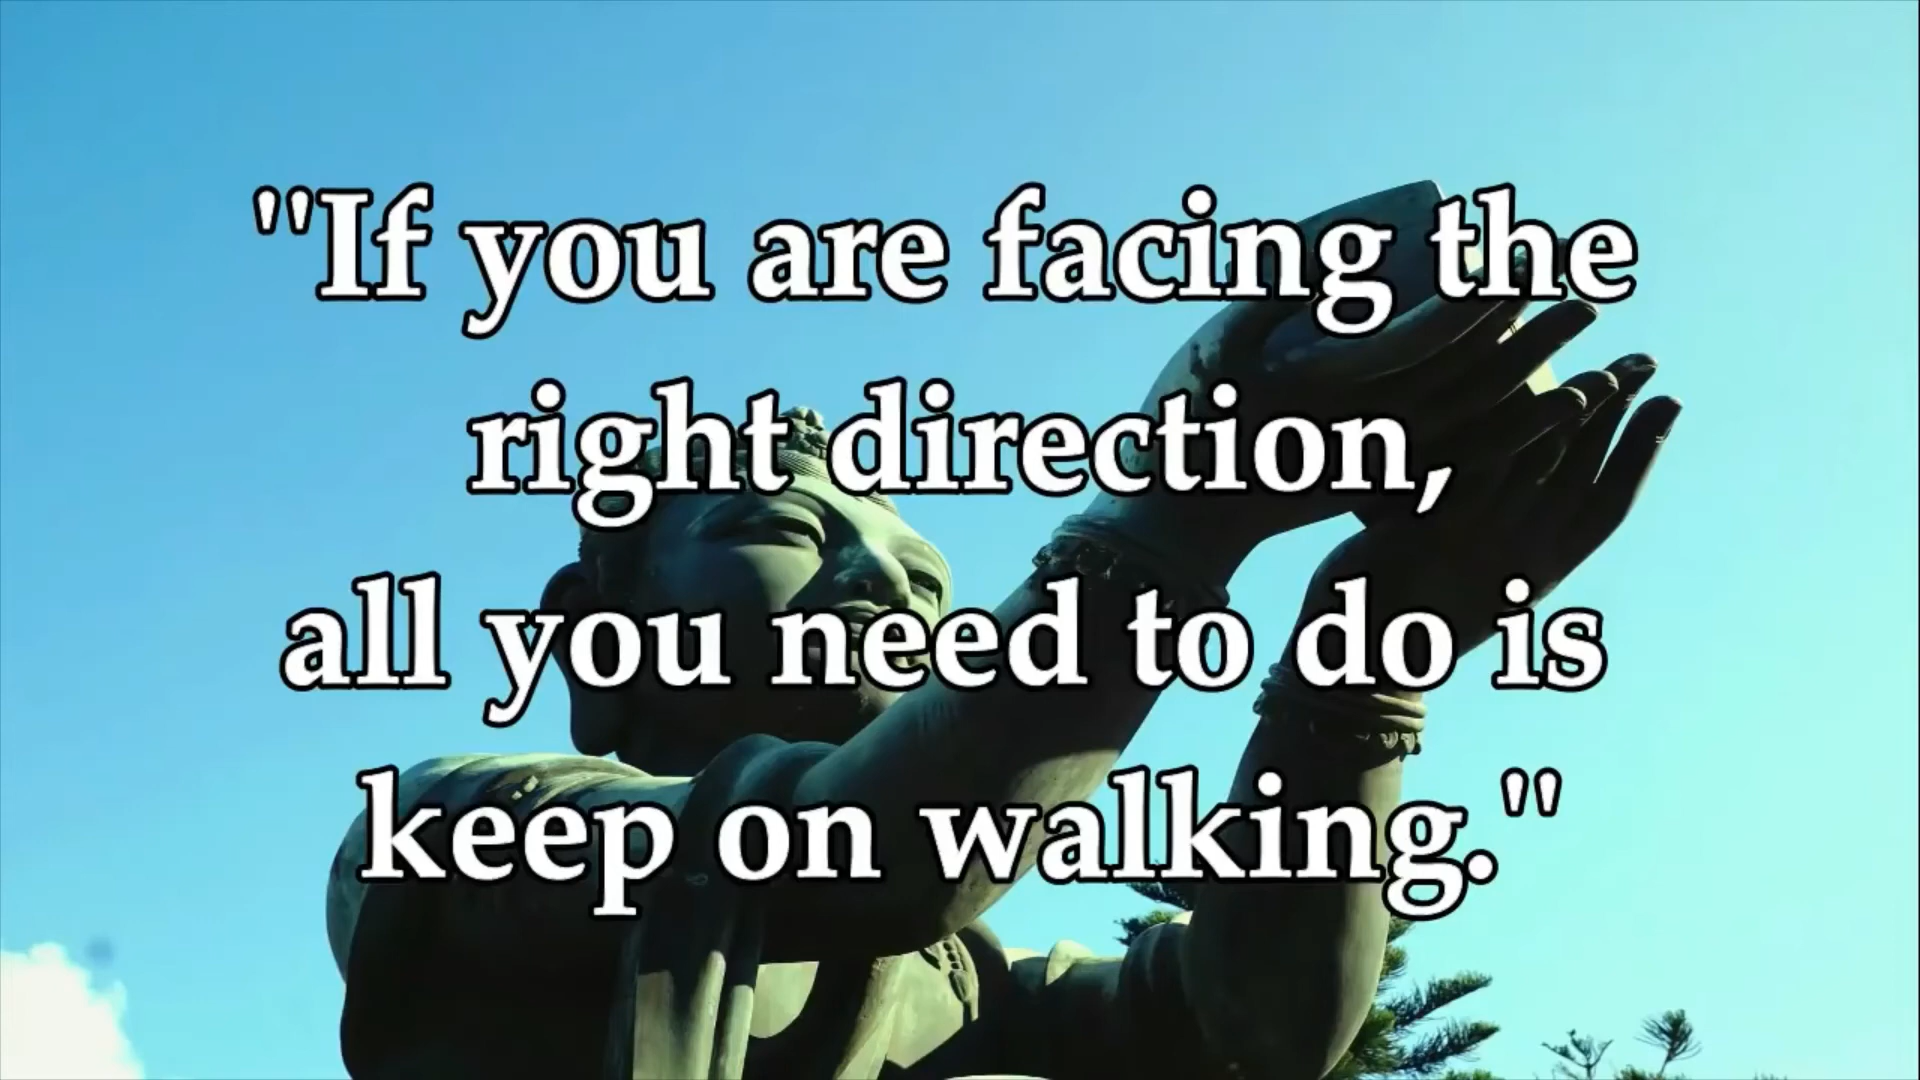 "If you are facing the
right direction,
all you need to do is
keep on walking."